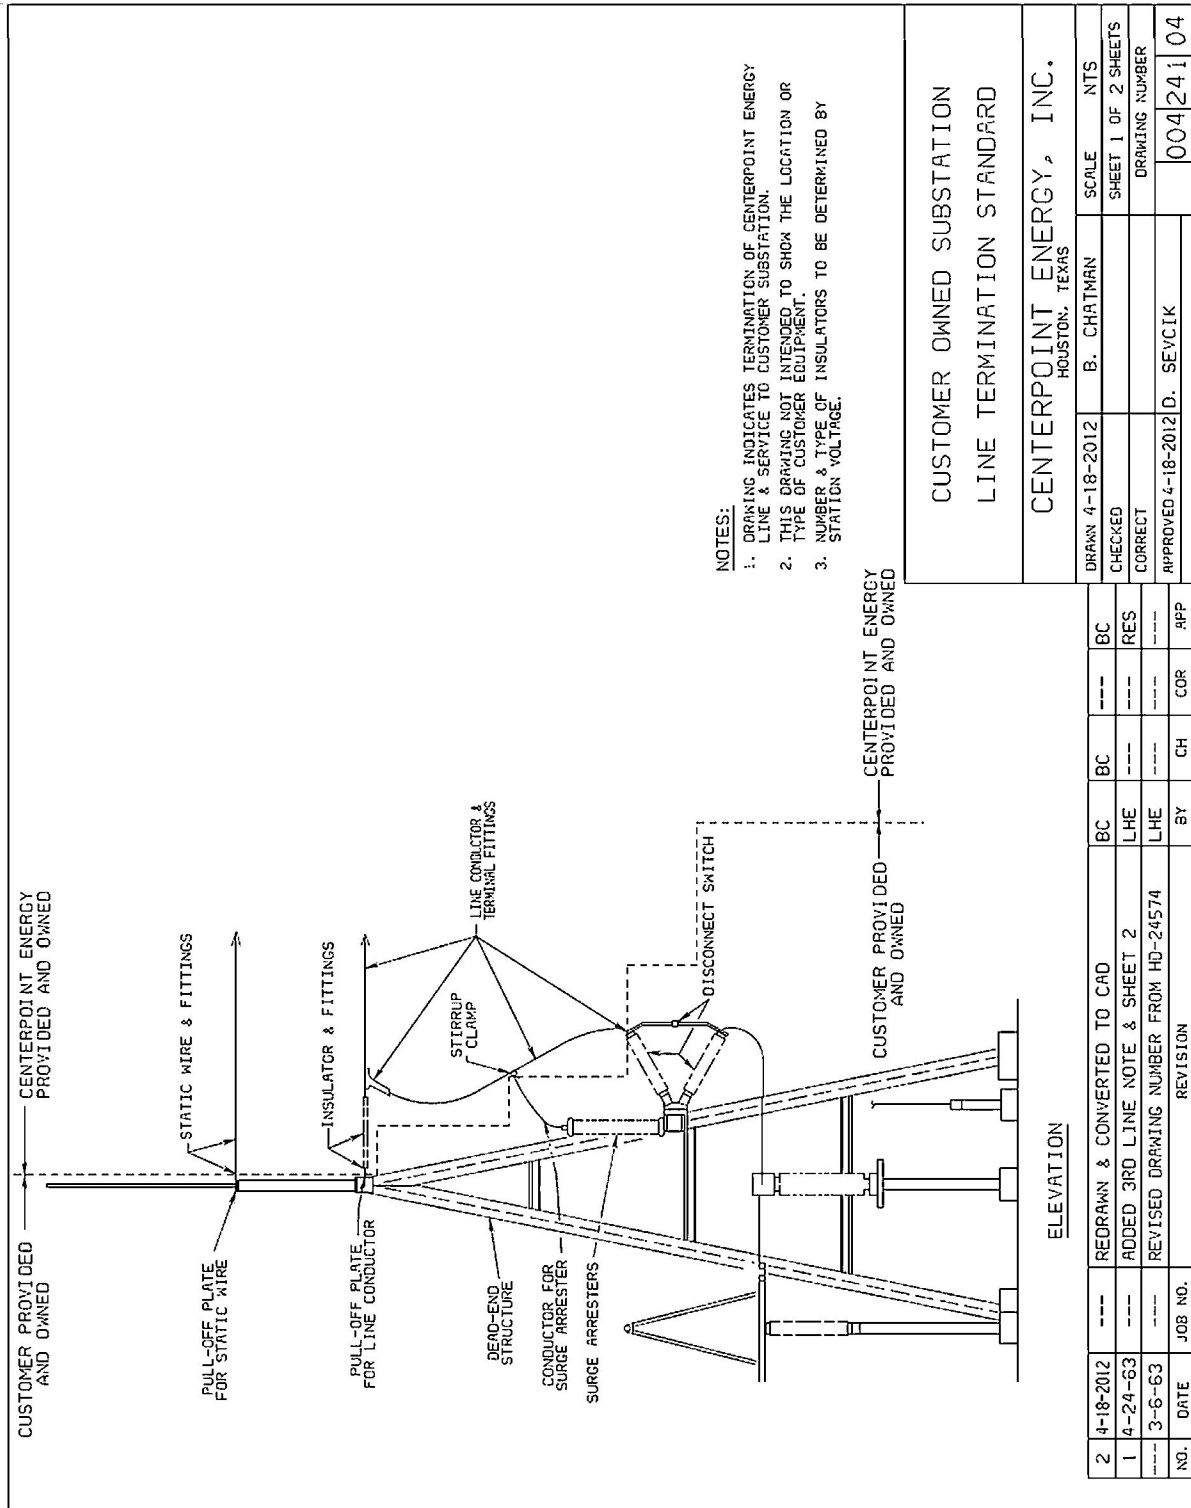 CUSTOMER PROVIDED
AND OWNED
CENTERPOINT ENERGY
PROVIDED AND OWNED
STATIC WIRE & FITTINGS
PULL-OFF PLATE
FOR STATIC WIRE
INSULATOR & FITTINGS
PULL-OFF PLATE
FOR LINE CONDUCTOR
LINE CONDUCTOR &
TERMINAL FITTINGS
STIRRUP
CLAMP
DEAD-END
STRUCTURE
CONDUCTOR FOR
SURGE ARRESTER
SURGE ARRESTERS
DISCONNECT SWITCH
CUSTOMER PROVIDED
AND OWNED
CENTERPOINT ENERGY
PROVIDED AND OWNED
ELEVATION
NOTES:
1. DRAWING INDICATES TERMINATION OF CENTERPOINT ENERGY
LINE & SERVICE TO CUSTOMER SUBSTATION.
2. THIS DRAWING NOT INTENDED TO SHOW THE LOCATION OR
TYPE OF CUSTOMER EQUIPMENT.
3. NUMBER & TYPE OF INSULATORS TO BE DETERMINED BY
STATION VOLTAGE.
CUSTOMER OWNED SUBSTATION
LINE TERMINATION STANDARD
CENTERPOINT ENERGY, INC.
HOUSTON, TEXAS
DRAWN 4-18-2012 B. CHATMAN SCALE NTS
CHECKED SHEET 1 OF 2 SHEETS
CORRECT DRAWING NUMBER
APPROVED 4-18-2012 D. SEVCIK 004 241 04
2 4-18-2012 ---- REDRAWN & CONVERTED TO CAD BC BC --- BC
1 4-24-63 --- ADDED 3RD LINE NOTE & SHEET 2 LHE --- --- RES
--- 3-6-63 --- REVISED DRAWING NUMBER FROM HD-24574 LHE --- --- ---
NO. DATE JOB NO. REVISION BY CH COR APP